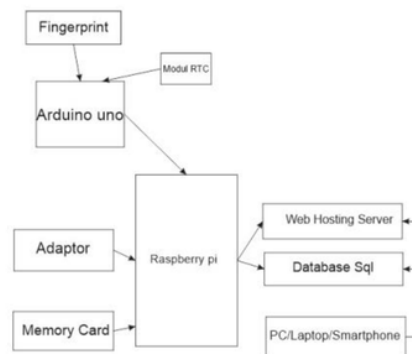 Fingerprint
Modul RTC
Arduino uno
Web Hosting Server
Adaptor
Raspberry pi
Database Sql
Memory Card
PC/Laptop/Smartphone